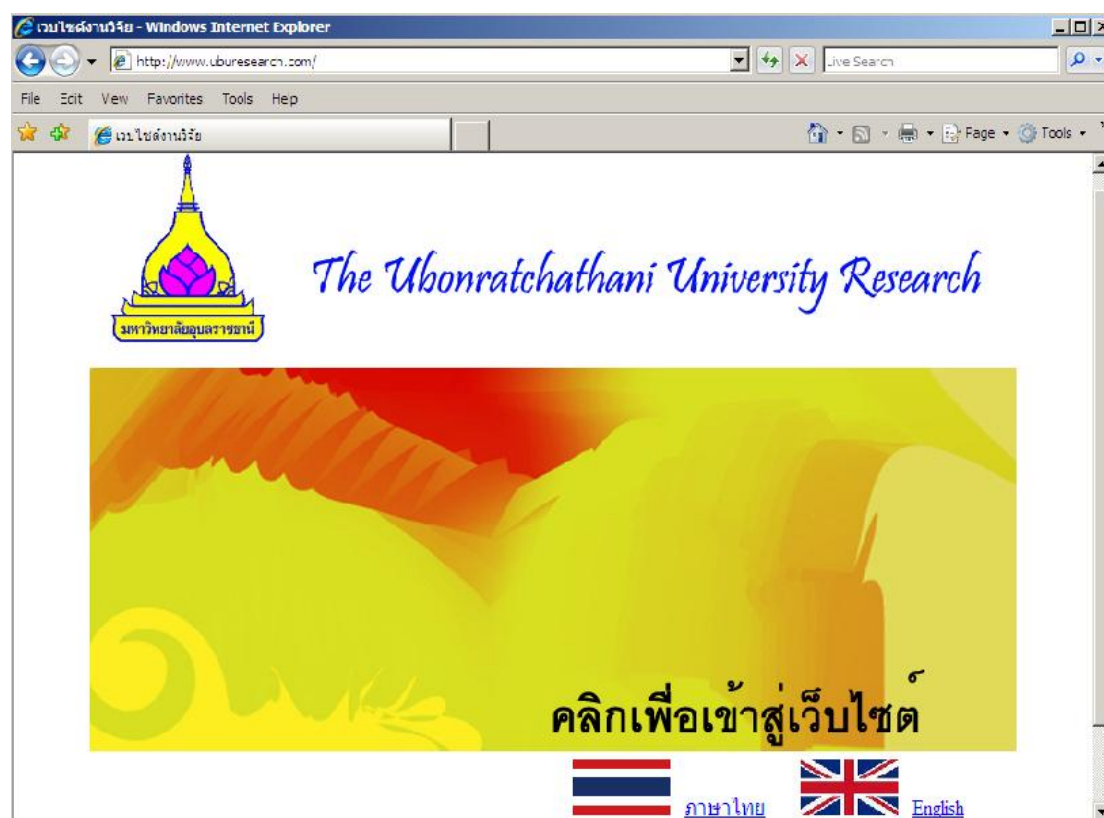 เวบไซต์งานวิจัย - Windows Internet Explorer
http://www.uburesearch.com/
Live Search
File Edit View Favorites Tools Help
เวบไซต์งานวิจัย
Page Tools
The Ubonratchathani University Research
มหาวิทยาลัยอุบลราชธานี
คลิกเพื่อเข้าสู่เว็บไซต์
ภาษาไทย English